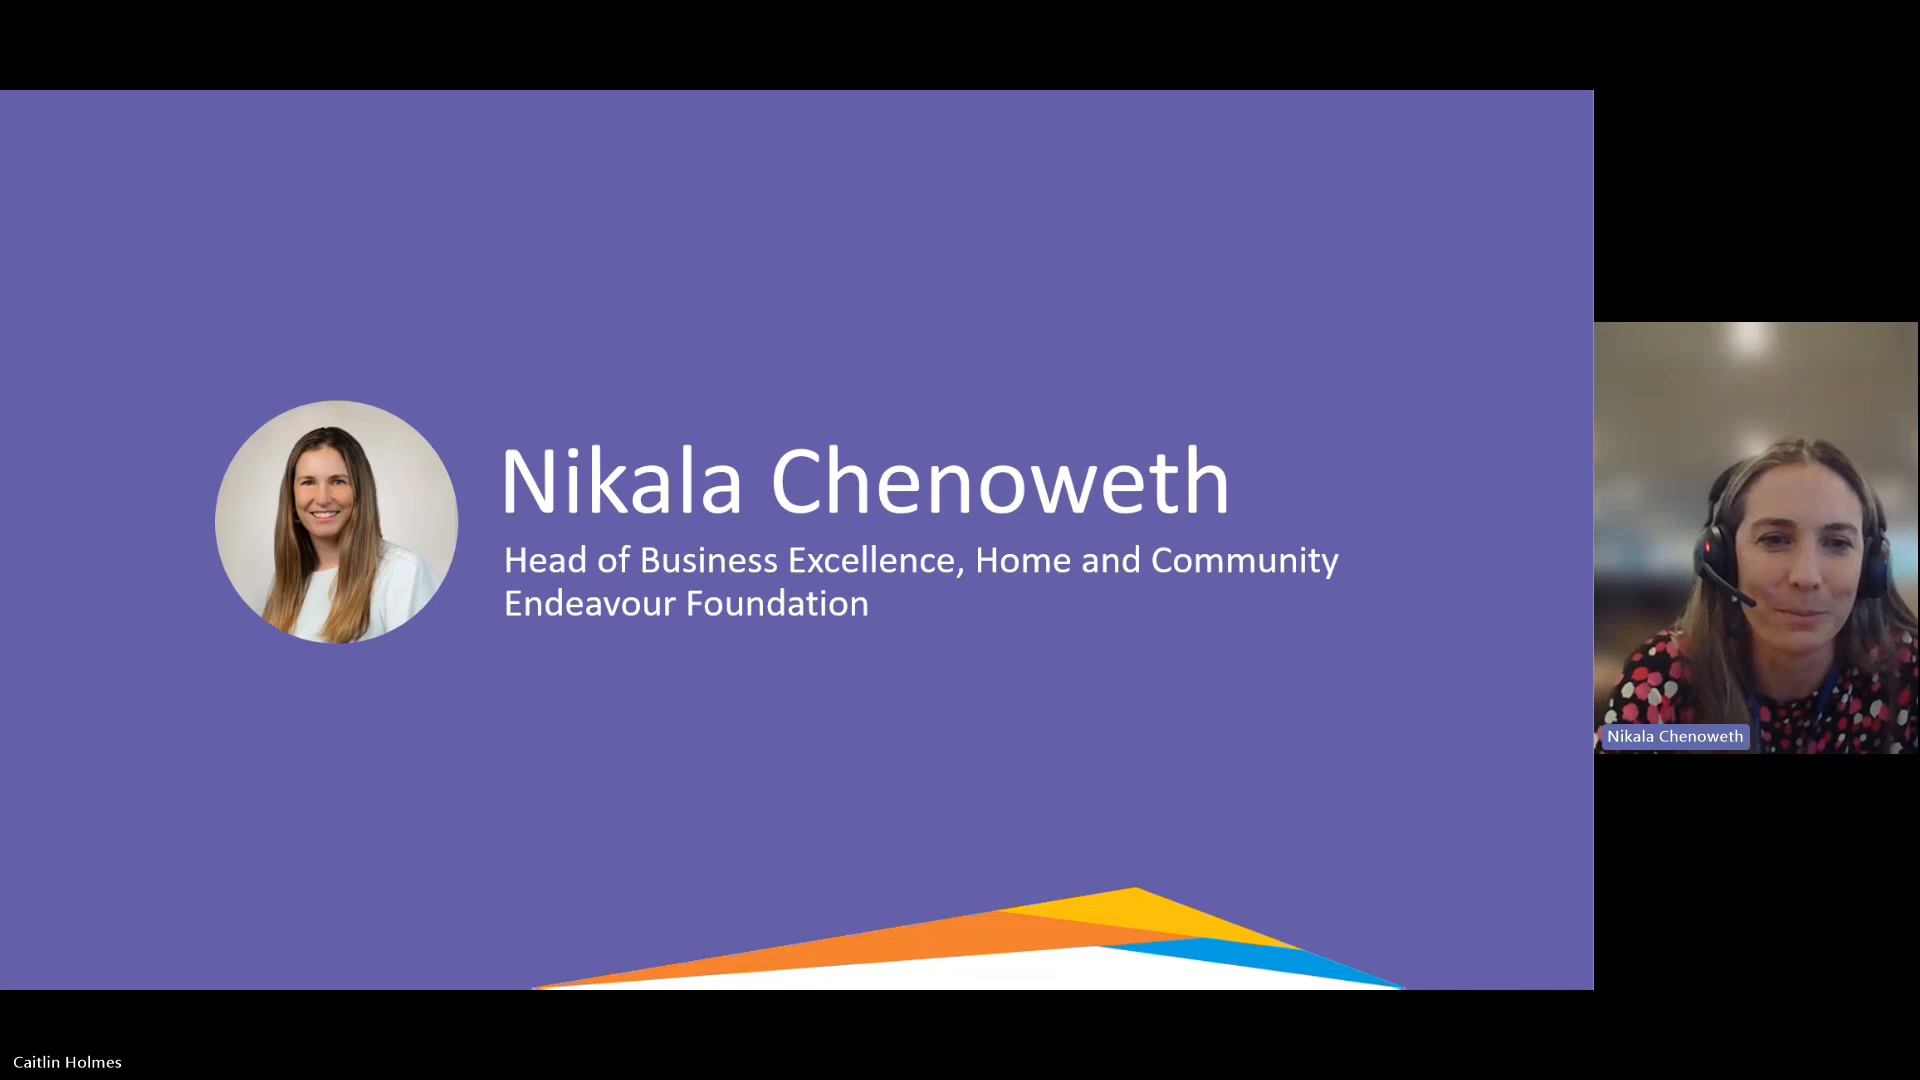 Nikala Chenoweth
Head of Business Excellence, Home and Community
Endeavour Foundation
Nikala Chenoweth
Caitlin Holmes